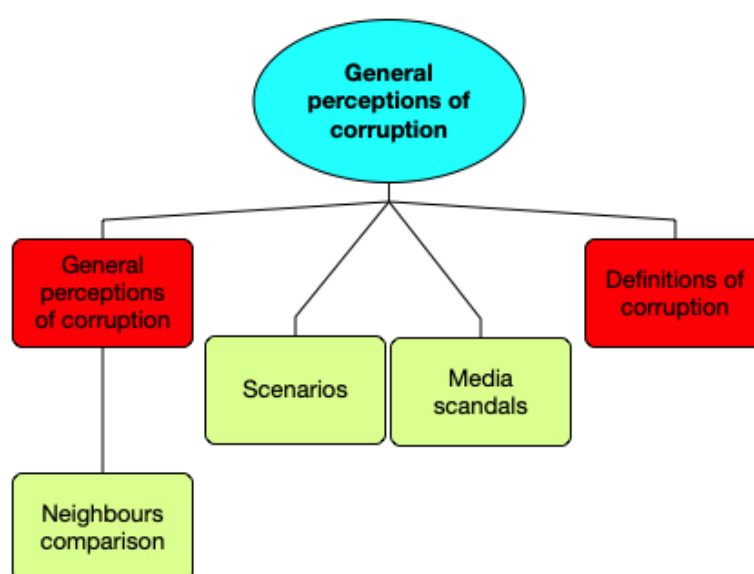 General
perceptions of
corruption
General
perceptions
of corruption
Definitions of
corruption
Scenarios
Media
scandals
Neighbours
comparison